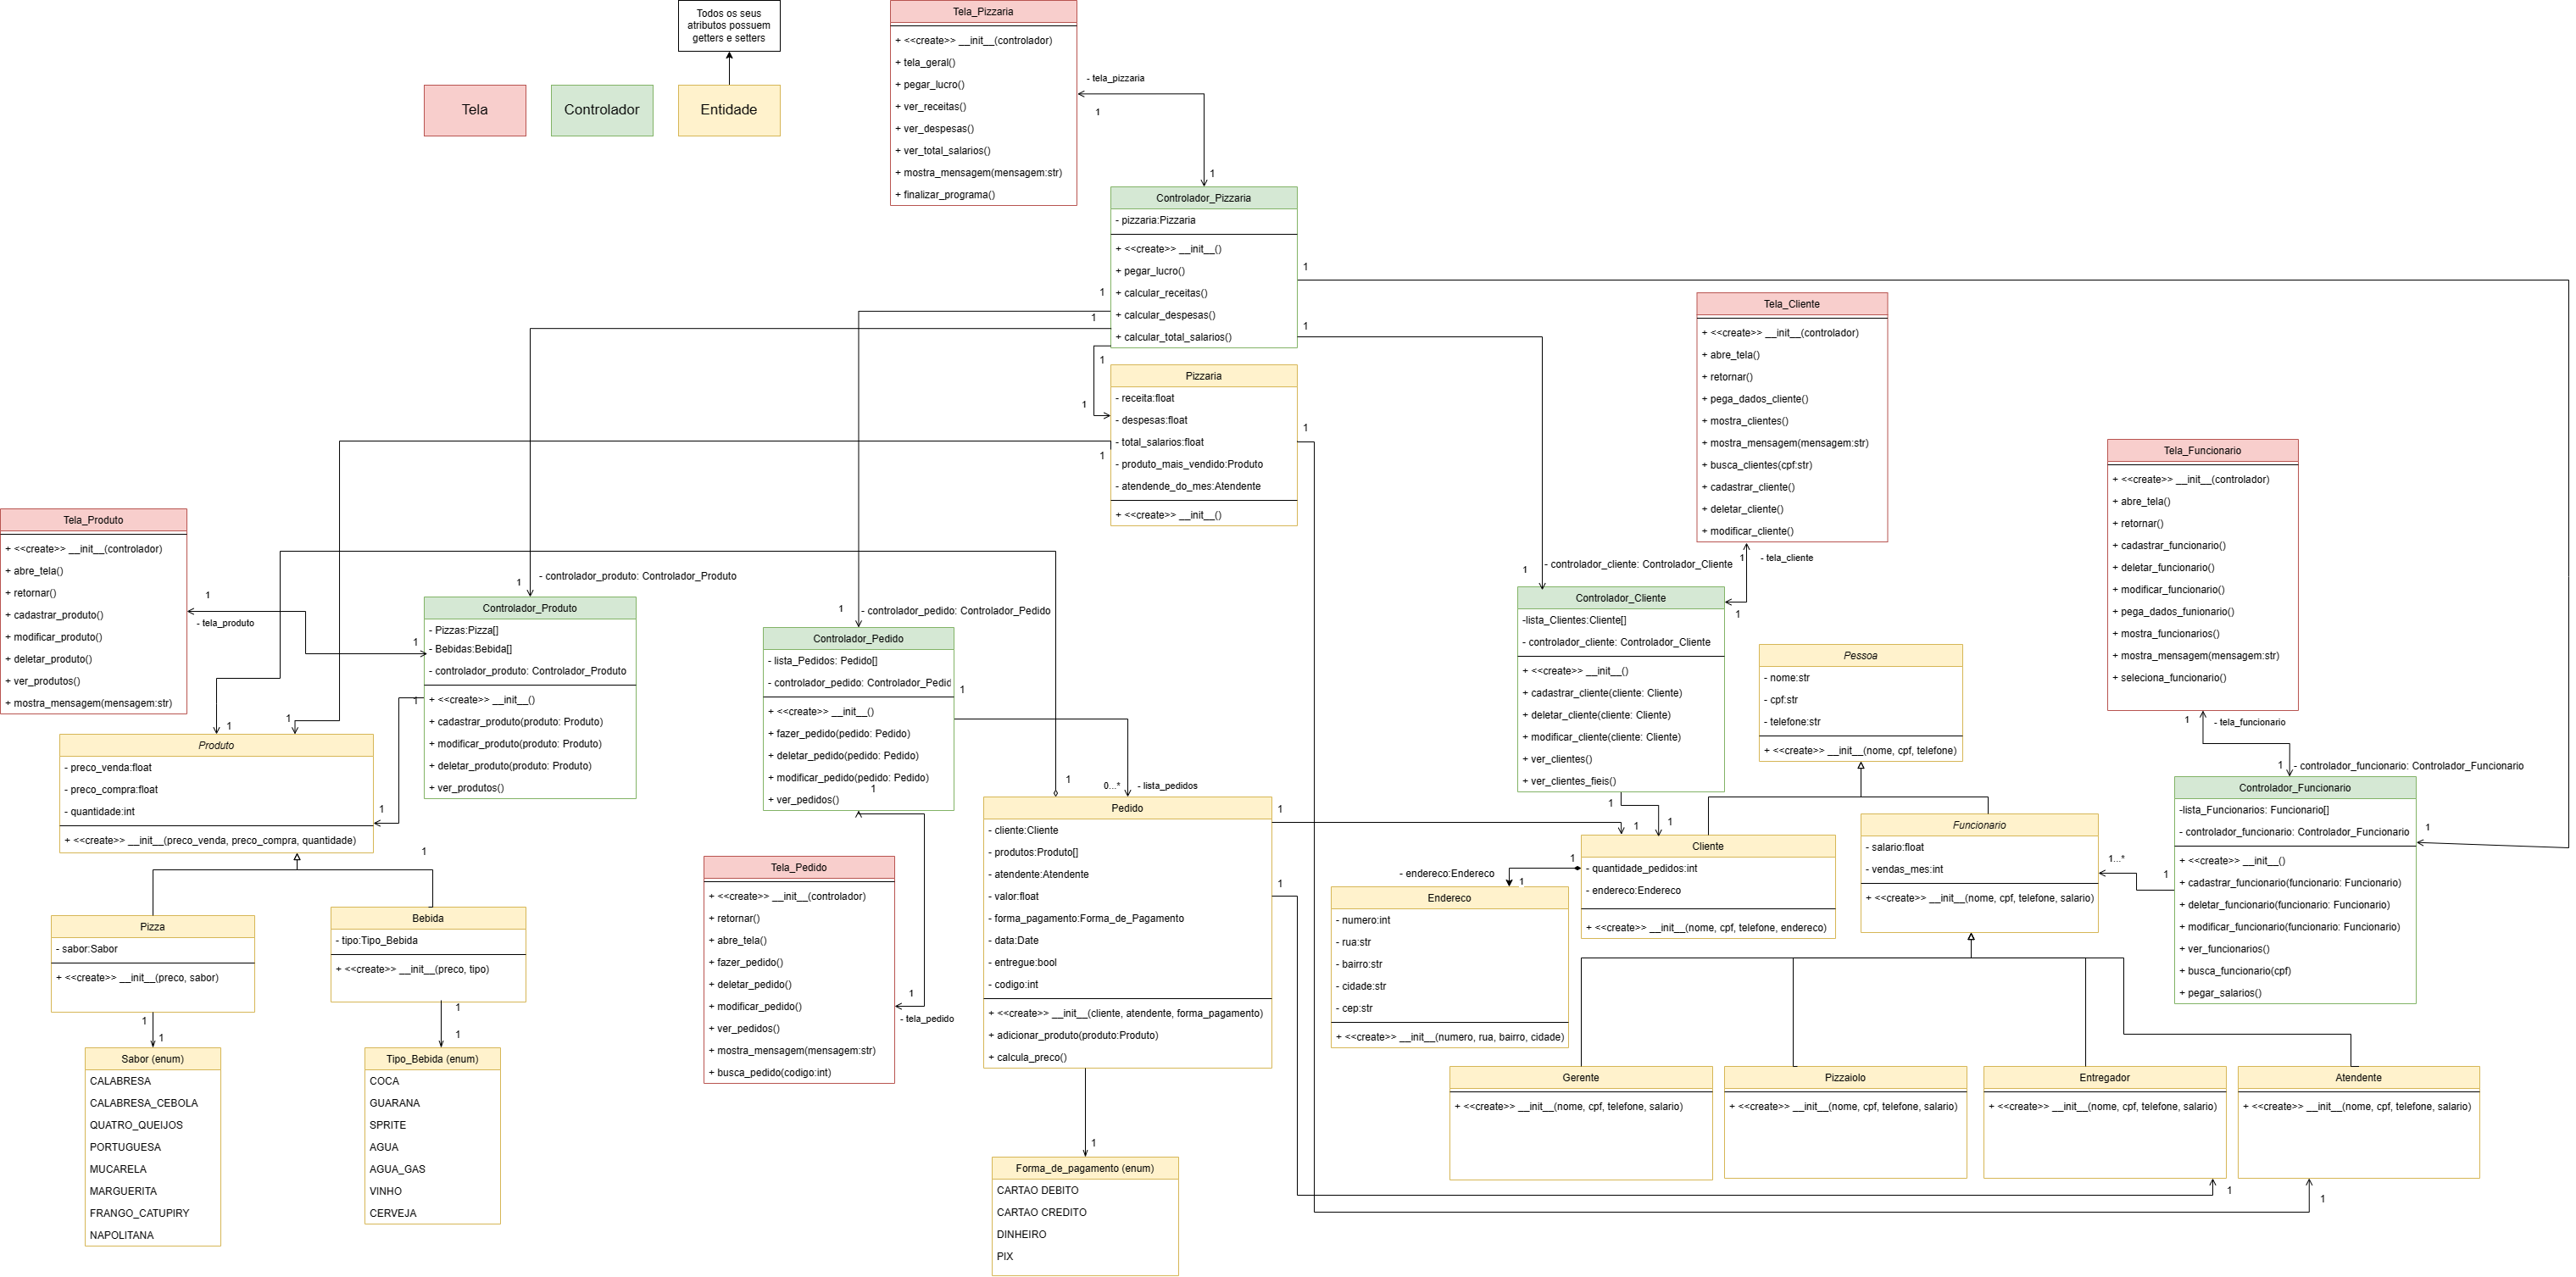 Todos os seus
atributos possuem
getters e setters
Tela
Controlador
Entidade
Tela_Pizzaria
+ <<create>> __init__(controlador)
+ tela_geral()
+ pegar_lucro()
+ ver_receitas()
+ ver_despesas()
+ ver_total_salarios()
+ mostra_mensagem(mensagem:str)
+ finalizar_programa()
- tela_pizzaria
1
1
Controlador_Pizzaria
- pizzaria:Pizzaria
+ <<create>> __init__()
+ pegar_lucro()
+ calcular_receitas()
+ calcular_despesas()
+ calcular_total_salarios()
1
1
1
1
1
1
Pizzaria
- receita:float
- despesas:float
- total_salarios:float
- produto_mais_vendido:Produto
- atendende_do_mes:Atendente
+ <<create>> __init__()
1
1
Tela_Cliente
+ <<create>> __init__(controlador)
+ abre_tela()
+ retornar()
+ pega_dados_cliente()
+ mostra_clientes()
+ mostra_mensagem(mensagem:str)
+ busca_clientes(cpf:str)
+ cadastrar_cliente()
+ deletar_cliente()
+ modificar_cliente()
1
- tela_cliente
1
- controlador_cliente: Controlador_Cliente
1
Tela_Funcionario
+ <<create>> __init__(controlador)
+ abre_tela()
+ retornar()
+ cadastrar_funcionario()
+ deletar_funcionario()
+ modificar_funcionario()
+ pega_dados_funionario()
+ mostra_funcionarios()
+ mostra_mensagem(mensagem:str)
+ seleciona_funcionario()
1
- tela_funcionario
1
- controlador_funcionario: Controlador_Funcionario
Tela_Produto
+ <<create>> __init__(controlador)
+ abre_tela()
+ retornar()
+ cadastrar_produto()
+ modificar_produto()
+ deletar_produto()
+ ver_produtos()
+ mostra_mensagem(mensagem:str)
1
- tela_produto
1
1
- controlador_produto: Controlador_Produto
Controlador_Produto
- Pizzas:Pizza[]
- Bebidas:Bebida[]
- controlador_produto: Controlador_Produto
+ <<create>> __init__()
+ cadastrar_produto(produto: Produto)
+ modificar_produto(produto: Produto)
+ deletar_produto(produto: Produto)
+ ver_produtos()
1
1
1
- controlador_pedido: Controlador_Pedido
Controlador_Pedido
- lista_Pedidos: Pedido[]
- controlador_pedido: Controlador_Pedid
+ <<create>> __init__()
+ fazer_pedido(pedido: Pedido)
+ deletar_pedido(pedido: Pedido)
+ modificar_pedido(pedido: Pedido)
+ ver_pedidos()
1
1
0...*
- lista_pedidos
1
Controlador_Cliente
-lista_Clientes:Cliente[]
- controlador_cliente: Controlador_Cliente
+ <<create>> __init__()
+ cadastrar_cliente(cliente: Cliente)
+ deletar_cliente(cliente: Cliente)
+ modificar_cliente(cliente: Cliente)
+ ver_clientes()
+ ver_clientes_fieis()
1
1
Pessoa
- nome:str
- cpf:str
- telefone:str
+ <<create>> __init__(nome, cpf, telefone)
Controlador_Funcionario
-lista_Funcionarios: Funcionario[]
- controlador_funcionario: Controlador_Funcionario
+ <<create>> __init__()
+ cadastrar_funcionario(funcionario: Funcionario)
+ deletar_funcionario(funcionario: Funcionario)
+ modificar_funcionario(funcionario: Funcionario)
+ ver_funcionarios()
+ busca_funcionario(cpf)
+ pegar_salarios()
1
1
1...*
1
1
Produto
- preco_venda:float
- preco_compra:float
- quantidade:int
+ <<create>> __init__(preco_venda, preco_compra, quantidade)
1
1
Pizza
- sabor:Sabor
+ <<create>> __init__(preco, sabor)
1
1
Bebida
- tipo:Tipo_Bebida
+ <<create>> __init__(preco, tipo)
1
1
Sabor (enum)
CALABRESA
CALABRESA_CEBOLA
QUATRO_QUEIJOS
PORTUGUESA
MUCARELA
MARGUERITA
FRANGO_CATUPIRY
NAPOLITANA
Tipo_Bebida (enum)
COCA
GUARANA
SPRITE
AGUA
AGUA_GAS
VINHO
CERVEJA
Tela_Pedido
+ <<create>> __init__(controlador)
+ retornar()
+ abre_tela()
+ fazer_pedido()
+ deletar_pedido()
+ modificar_pedido()
+ ver_pedidos()
+ mostra_mensagem(mensagem:str)
+ busca_pedido(codigo:int)
1
- tela_pedido
Pedido
- cliente:Cliente
- produtos:Produto[]
- atendente:Atendente
- valor:float
- forma_pagamento:Forma_de_Pagamento
- data:Date
- entregue:bool
- codigo:int
+ <<create>> __init__(cliente, atendente, forma_pagamento)
+ adicionar_produto(produto:Produto)
+ calcula_preco()
1
1
1
1
Forma_de_pagamento (enum)
CARTAO DEBITO
CARTAO CREDITO
DINHEIRO
PIX
Cliente
- quantidade_pedidos:int
- endereco:Endereco
+ <<create>> __init__(nome, cpf, telefone, endereco)
1
- endereco:Endereco
1
Endereco
- numero:int
- rua:str
- bairro:str
- cidade:str
- cep:str
+ <<create>> __init__(numero, rua, bairro, cidade)
Funcionario
- salario:float
- vendas_mes:int
+ <<create>> __init__(nome, cpf, telefone, salario)
Gerente
+ <<create>> __init__(nome, cpf, telefone, salario)
Pizzaiolo
+ <<create>> __init__(nome, cpf, telefone, salario)
Entregador
+ <<create>> __init__(nome, cpf, telefone, salario)
Atendente
+ <<create>> __init__(nome, cpf, telefone, salario)
1
1